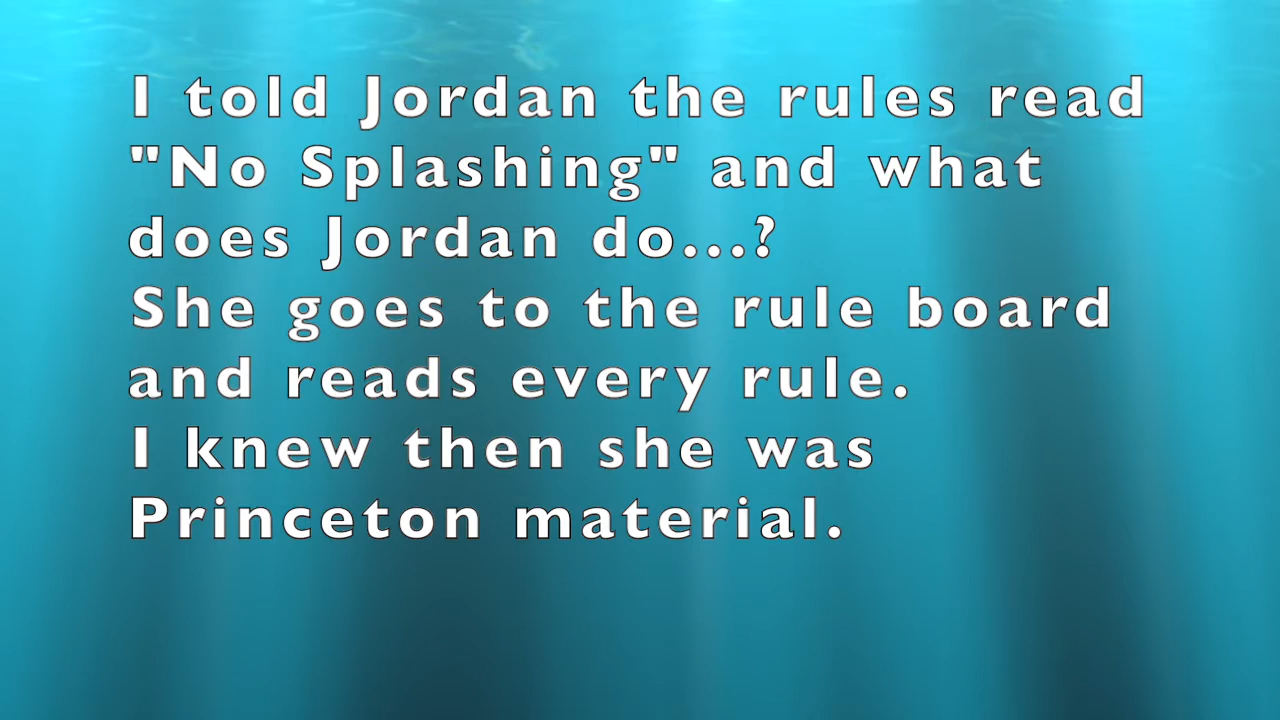 I told Jordan the rules read
"No Splashing" and what
does Jordan do...?
She goes to the rule board
and reads every rule.
I knew then she was
Princeton material.